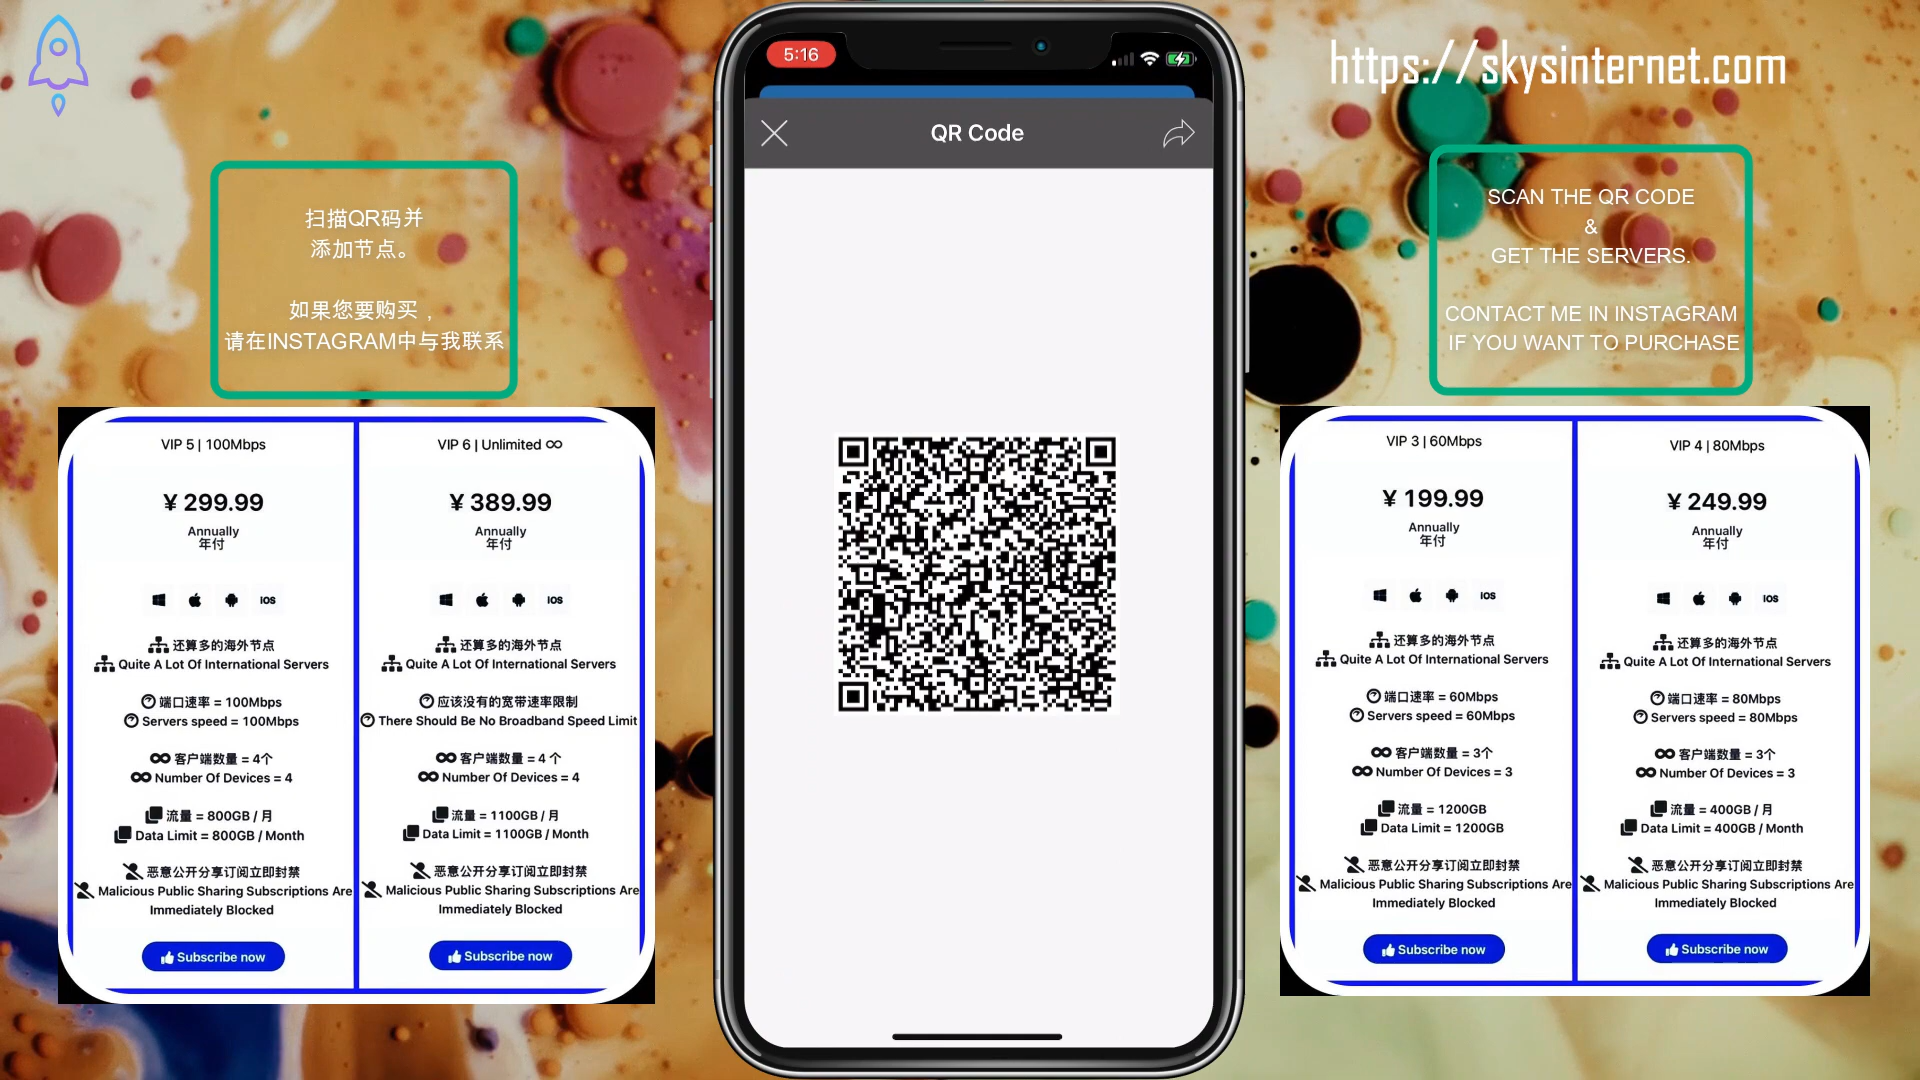 https://skysinternet.com
5:16
QR Code
扫描QR码并
添加节点。
如果您要购买，
请在INSTAGRAM中与我联系
SCAN THE QR CODE
&
GET THE SERVERS.
CONTACT ME IN INSTAGRAM
IF YOU WANT TO PURCHASE
VIP 5 | 100Mbps
¥ 299.99
Annually
年付
iOS
还算多的海外节点
Quite A Lot Of International Servers
端口速率 = 100Mbps
Servers speed = 100Mbps
客户端数量 = 4个
Number Of Devices = 4
流量 = 800GB / 月
Data Limit = 800GB / Month
恶意公开分享订阅立即封禁
Malicious Public Sharing Subscriptions Are
Immediately Blocked
Subscribe now
VIP 6 | Unlimited ∞
¥ 389.99
Annually
年付
iOS
还算多的海外节点
Quite A Lot Of International Servers
应该没有的宽带速率限制
There Should Be No Broadband Speed Limit
客户端数量 = 4 个
Number Of Devices = 4
流量 = 1100GB / 月
Data Limit = 1100GB / Month
恶意公开分享订阅立即封禁
Malicious Public Sharing Subscriptions Are
Immediately Blocked
Subscribe now
VIP 3 | 60Mbps
¥ 199.99
Annually
年付
iOS
还算多的海外节点
Quite A Lot Of International Servers
端口速率 = 60Mbps
Servers speed = 60Mbps
客户端数量 = 3个
Number Of Devices = 3
流量 = 1200GB
Data Limit = 1200GB
恶意公开分享订阅立即封禁
Malicious Public Sharing Subscriptions Are
Immediately Blocked
Subscribe now
VIP 4 | 80Mbps
¥ 249.99
Annually
年付
iOS
还算多的海外节点
Quite A Lot Of International Servers
端口速率 = 80Mbps
Servers speed = 80Mbps
客户端数量 = 3个
Number Of Devices = 3
流量 = 400GB / 月
Data Limit = 400GB / Month
恶意公开分享订阅立即封禁
Malicious Public Sharing Subscriptions Are
Immediately Blocked
Subscribe now